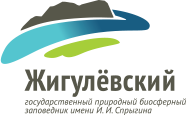 Жигулёвский
государственный природный биосферный
заповедник имени И. И. Спрыгина